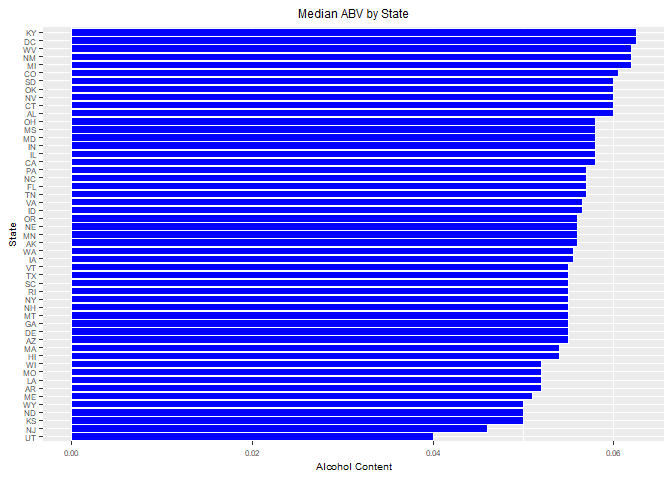 Median ABV by State
KY
DC
WV
NM
MI
CO
SD
OK
NV
CT
AL
OH
MS
MD
IN
IL
CA
PA
NC
FL
TN
VA
ID
OR
NE
MN
AK
WA
IA
VT
TX
SC
RI
NY
NH
MT
GA
DE
AZ
MA
HI
WI
MO
LA
AR
ME
WY
ND
KS
NJ
UT
State
0.00 0.02 0.04 0.06
Alcohol Content